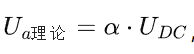 U_{a理论} = α · U_{DC},